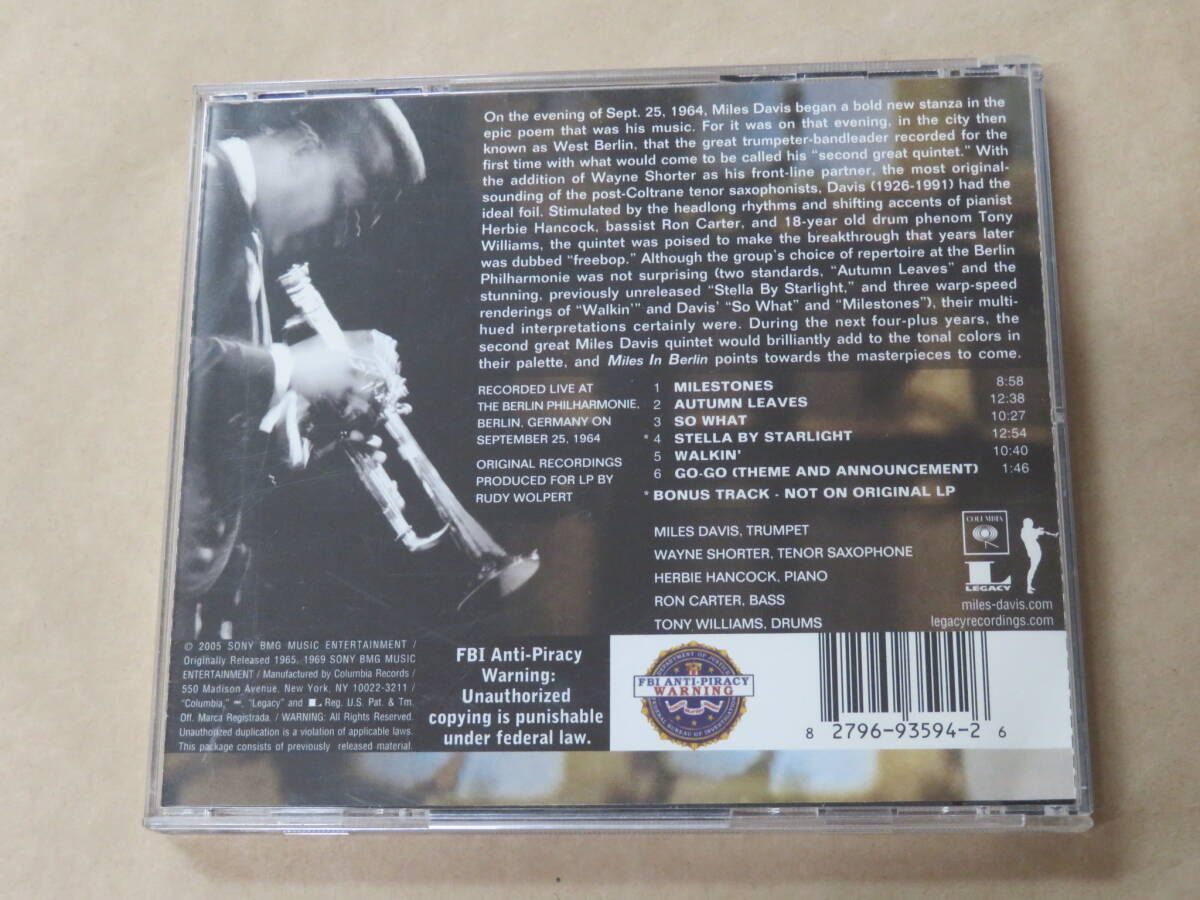 On the evening of Sept. 25, 1964, Miles Davis began a bold new stanza in the
epic poem that was his music. For it was on that evening, in the city then
known as West Berlin, that the great trumpeter-bandleader recorded for the
first time with what would come to be called his "second great quintet." With
the addition of Wayne Shorter as his front-line partner, the most original-
sounding of the post-Coltrane tenor saxophonists, Davis (1926-1991) had the
ideal foil. Stimulated by the headlong rhythms and shifting accents of pianist
Herbie Hancock, bassist Ron Carter, and 18-year old drum phenom Tony
Williams, the quintet was poised to make the breakthrough that years later
was dubbed "freebop." Although the group's choice of repertoire at the Berlin
Philharmonie was not surprising (two standards, "Autumn Leaves" and the
stunning, previously unreleased "Stella By Starlight," and three warp-speed
renderings of "Walkin'" and Davis' "So What" and "Milestones"), their multi-
hued interpretations certainly were. During the next four-plus years, the
second great Miles Davis quintet would brilliantly add to the tonal colors in
their palette, and Miles In Berlin points towards the masterpieces to come.
RECORDED LIVE AT
THE BERLIN PHILHARMONIE,
BERLIN, GERMANY ON
SEPTEMBER 25, 1964
ORIGINAL RECORDINGS
PRODUCED FOR LP BY
RUDY WOLPERT
1 MILESTONES 8:58
2 AUTUMN LEAVES 12:38
3 SO WHAT 10:27
* 4 STELLA BY STARLIGHT 12:54
5 WALKIN' 10:40
6 GO-GO (THEME AND ANNOUNCEMENT) 1:46
* BONUS TRACK - NOT ON ORIGINAL LP
MILES DAVIS, TRUMPET
WAYNE SHORTER, TENOR SAXOPHONE
HERBIE HANCOCK, PIANO
RON CARTER, BASS
TONY WILLIAMS, DRUMS
COLUMBIA
L
LEGACY
miles-davis.com
legacyrecordings.com
© 2005 SONY BMG MUSIC ENTERTAINMENT /
Originally Released 1965, 1969 SONY BMG MUSIC
ENTERTAINMENT / Manufactured by Columbia Records /
550 Madison Avenue, New York, NY 10022-3211 /
"Columbia," , "Legacy" and L Reg. U.S. Pat. & Tm.
Off. Marca Registrada. / WARNING: All Rights Reserved.
Unauthorized duplication is a violation of applicable laws.
This package consists of previously released material.
FBI Anti-Piracy
Warning:
Unauthorized
copying is punishable
under federal law.
DEPARTMENT OF JUSTICE
FBI ANTI-PIRACY
WARNING
FEDERAL BUREAU OF INVESTIGATION
8 2796-93594-2 6